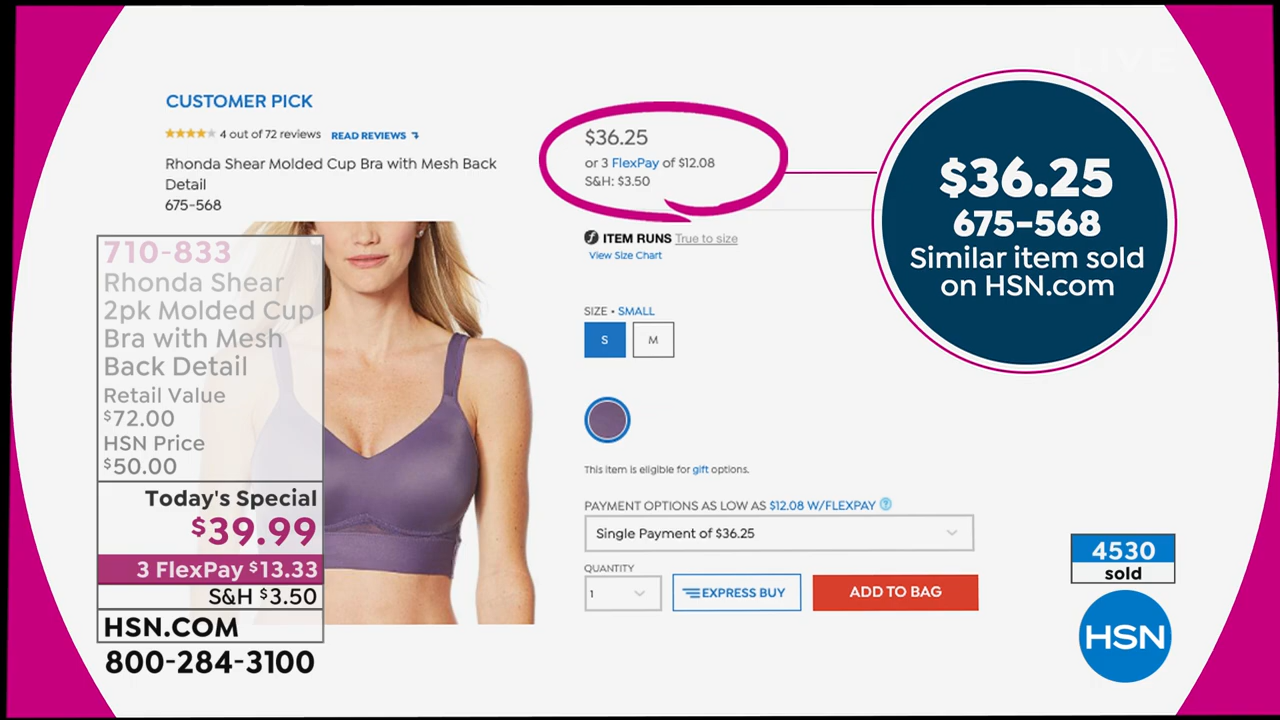 LIVE
CUSTOMER PICK
4 out of 72 reviews READ REVIEWS
Rhonda Shear Molded Cup Bra with Mesh Back
Detail
675-568
$36.25
or 3 FlexPay of $12.08
S&H: $3.50
$36.25
675-568
Similar item sold
on HSN.com
ITEM RUNS True to size
View Size Chart
SIZE • SMALL
S M
This item is eligible for gift options.
PAYMENT OPTIONS AS LOW AS $12.08 W/FLEXPAY ?
Single Payment of $36.25
QUANTITY
1
EXPRESS BUY
ADD TO BAG
710-833
Rhonda Shear
2pk Molded Cup
Bra with Mesh
Back Detail
Retail Value
$72.00
HSN Price
$50.00
Today's Special
$39.99
3 FlexPay $13.33
S&H $3.50
HSN.COM
800-284-3100
4530
sold
HSN